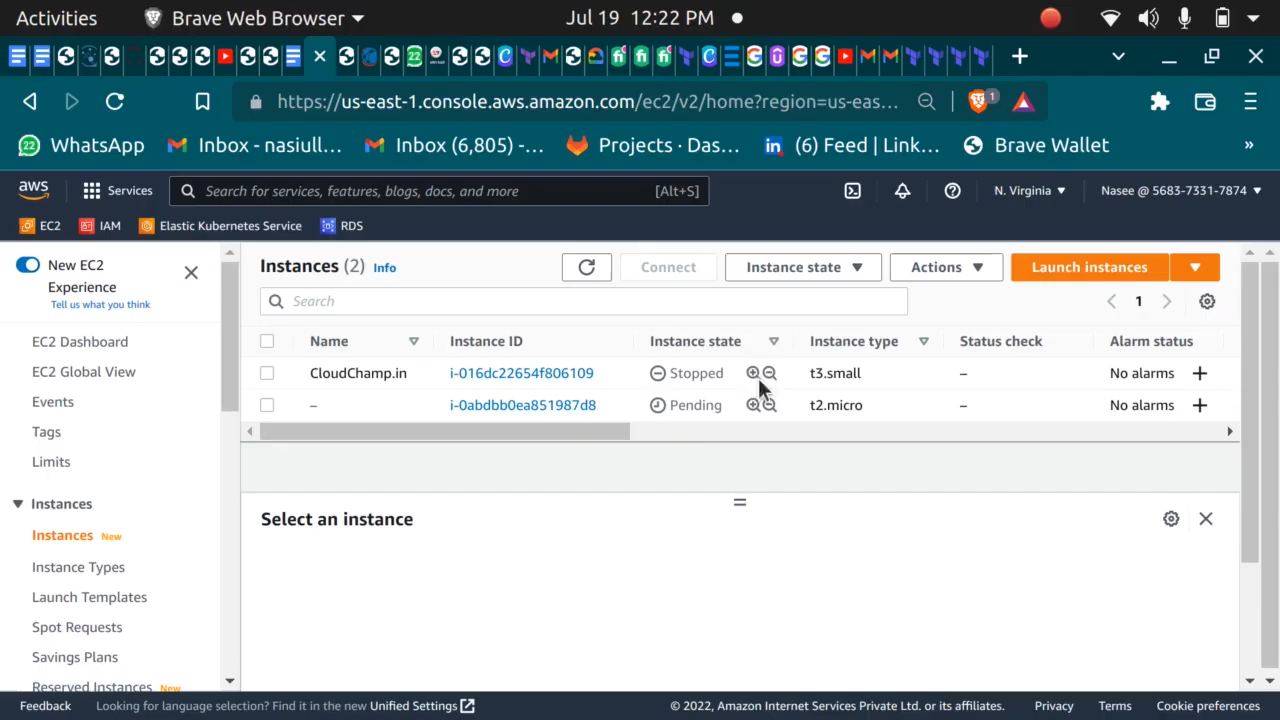 Activities Brave Web Browser Jul 19 12:22 PM
https://us-east-1.console.aws.amazon.com/ec2/v2/home?region=us-eas... 1
22 WhatsApp Inbox - nasiull... Inbox (6,805) -... Projects · Das... in (6) Feed | Link... Brave Wallet »
aws Services Search for services, features, blogs, docs, and more [Alt+S] N. Virginia Nasee @ 5683-7331-7874
EC2 IAM Elastic Kubernetes Service RDS
New EC2 Experience
Tell us what you think
EC2 Dashboard
EC2 Global View
Events
Tags
Limits
Instances
Instances New
Instance Types
Launch Templates
Spot Requests
Savings Plans
Reserved Instances New
Instances (2) Info Connect Instance state Actions Launch instances
Search 1
Name Instance ID Instance state Instance type Status check Alarm status
CloudChamp.in i-016dc22654f806109 Stopped t3.small – No alarms +
– i-0abdbb0ea851987d8 Pending t2.micro – No alarms +
Select an instance
Feedback Looking for language selection? Find it in the new Unified Settings © 2022, Amazon Internet Services Private Ltd. or its affiliates. Privacy Terms Cookie preferences